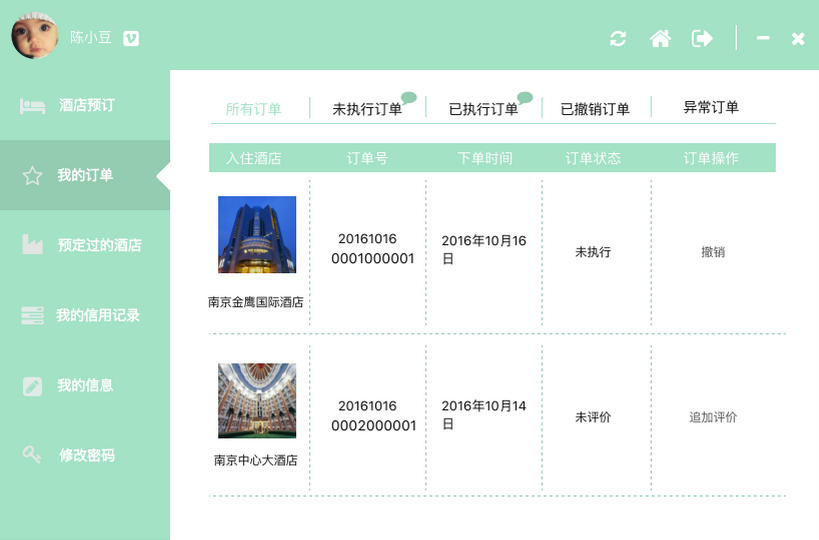 陈小豆
酒店预订
我的订单
预定过的酒店
我的信用记录
我的信息
修改密码
所有订单
未执行订单
已执行订单
已撤销订单
异常订单
入住酒店
订单号
下单时间
订单状态
订单操作
南京金鹰国际酒店
20161016
0001000001
2016年10月16
日
未执行
撤销
南京中心大酒店
20161016
0002000001
2016年10月14
日
未评价
追加评价